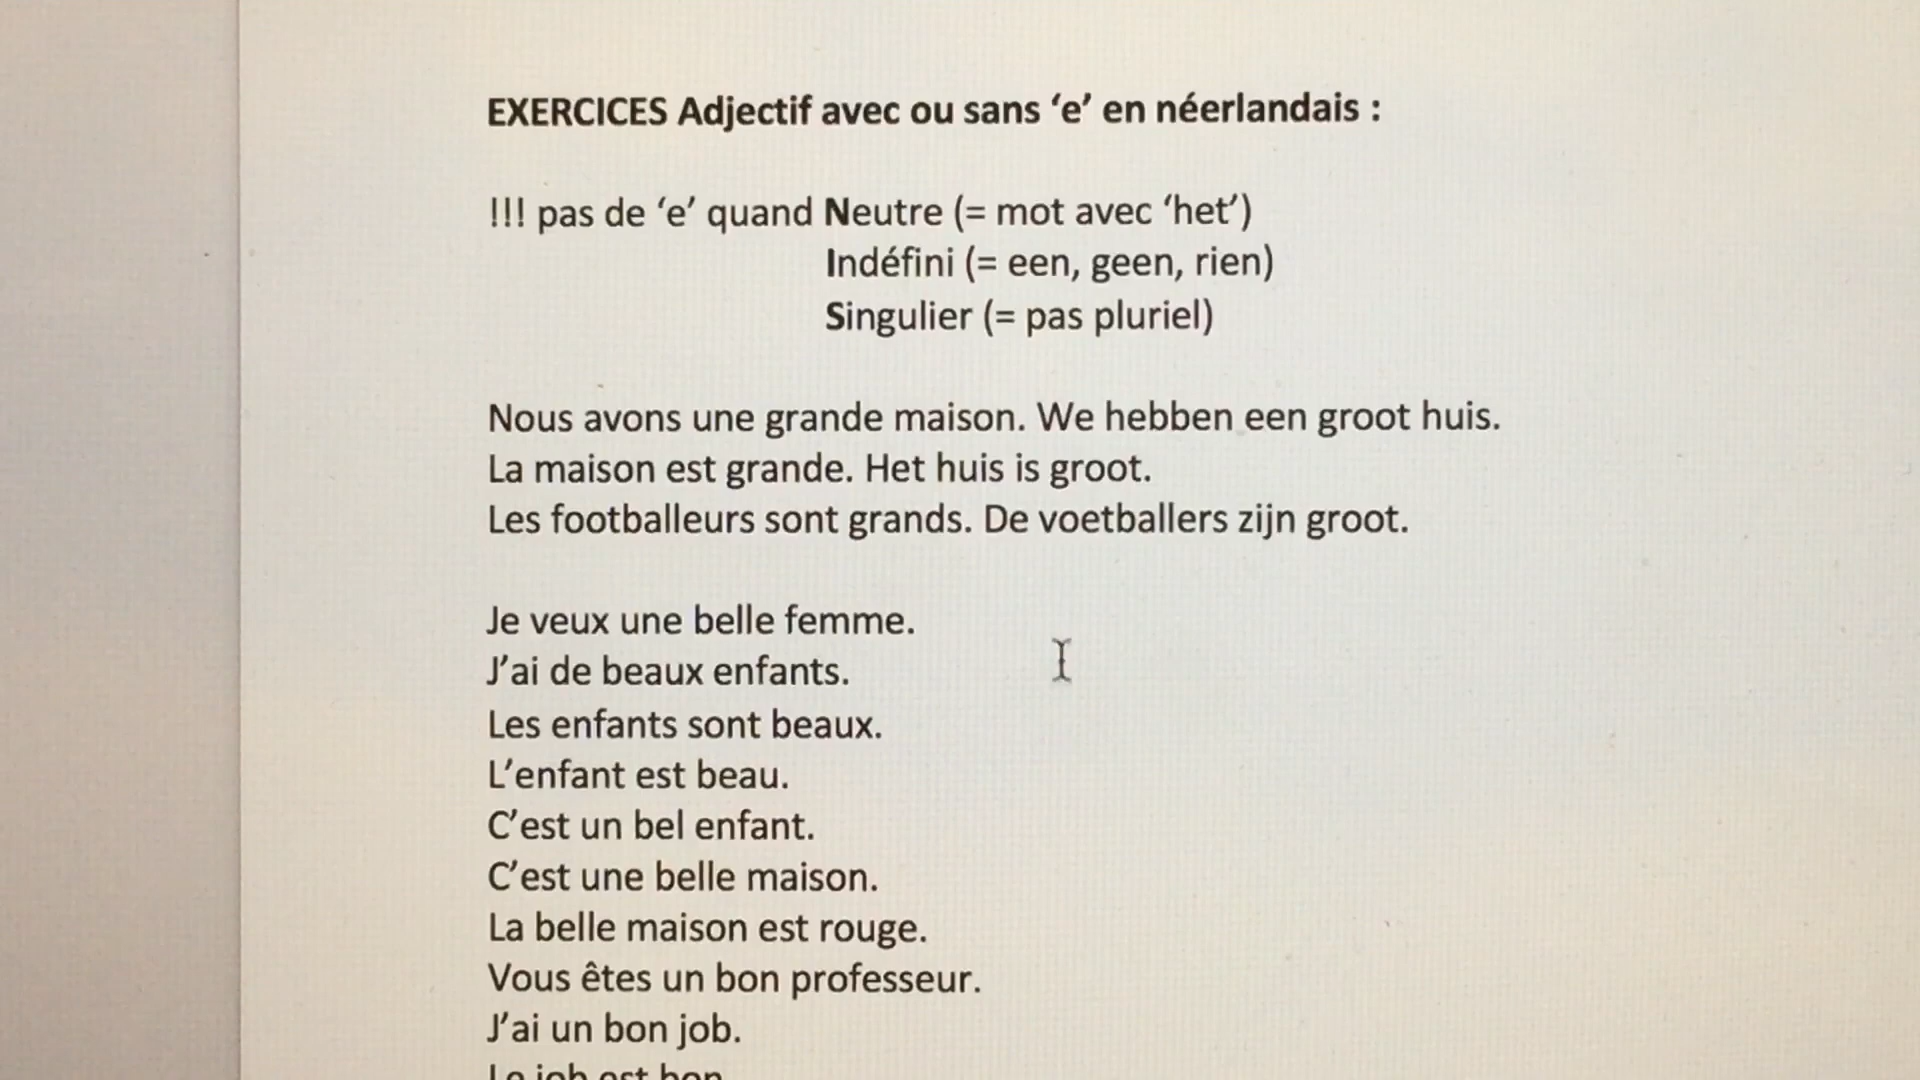 EXERCICES Adjectif avec ou sans ‘e’ en néerlandais :
!!! pas de ‘e’ quand Neutre (= mot avec ‘het’)
Indéfini (= een, geen, rien)
Singulier (= pas pluriel)
Nous avons une grande maison. We hebben een groot huis.
La maison est grande. Het huis is groot.
Les footballeurs sont grands. De voetballers zijn groot.
Je veux une belle femme.
J’ai de beaux enfants.
Les enfants sont beaux.
L’enfant est beau.
C’est un bel enfant.
C’est une belle maison.
La belle maison est rouge.
Vous êtes un bon professeur.
J’ai un bon job.
Le job est bon